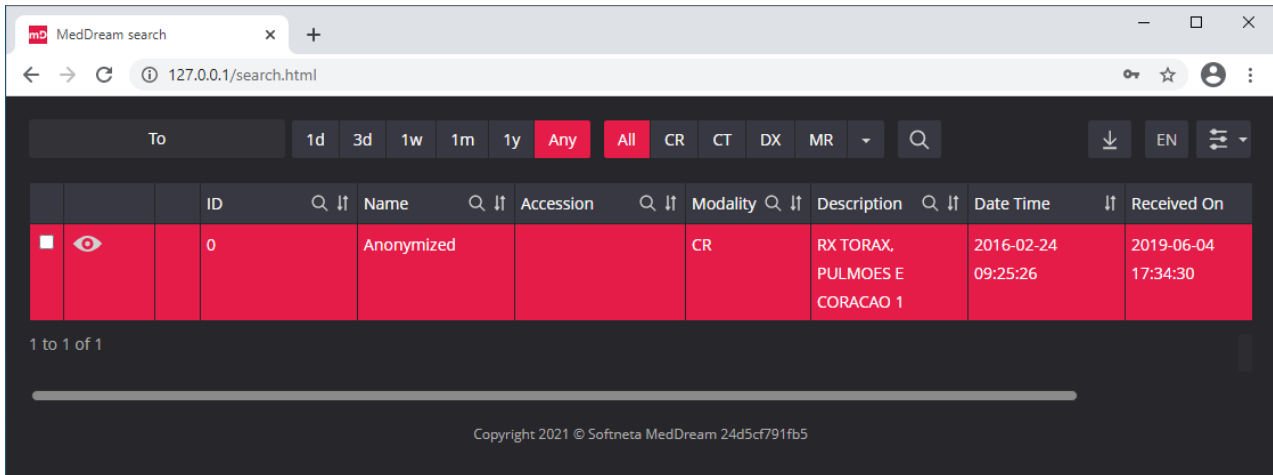 mD MedDream search
127.0.0.1/search.html
To 1d 3d 1w 1m 1y Any All CR CT DX MR EN
ID Name Accession Modality Description Date Time Received On
0 Anonymized CR RX TORAX, 2016-02-24 2019-06-04
PULMOES E 09:25:26 17:34:30
CORACAO 1
1 to 1 of 1
Copyright 2021 © Softneta MedDream 24d5cf791fb5